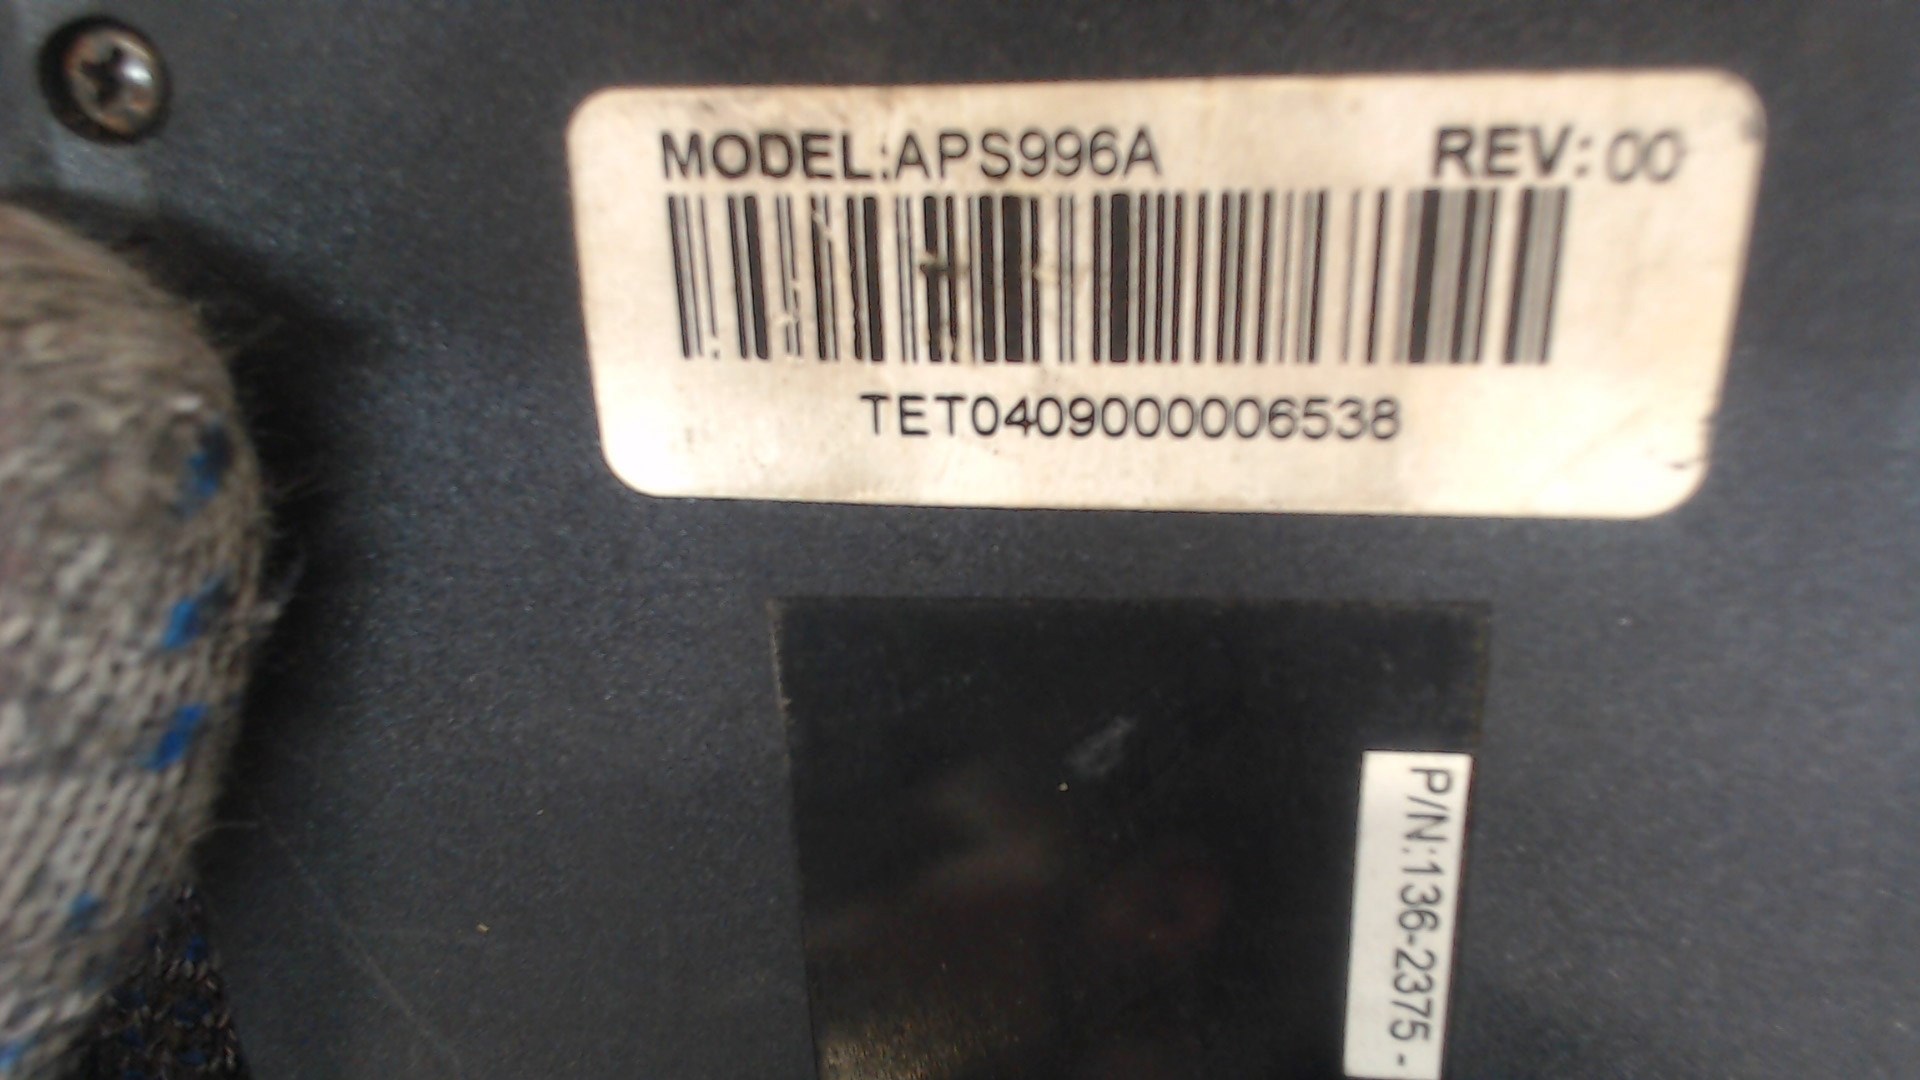 MODEL:APS996A REV:00
TET0409000006538
P/N:136-2375-